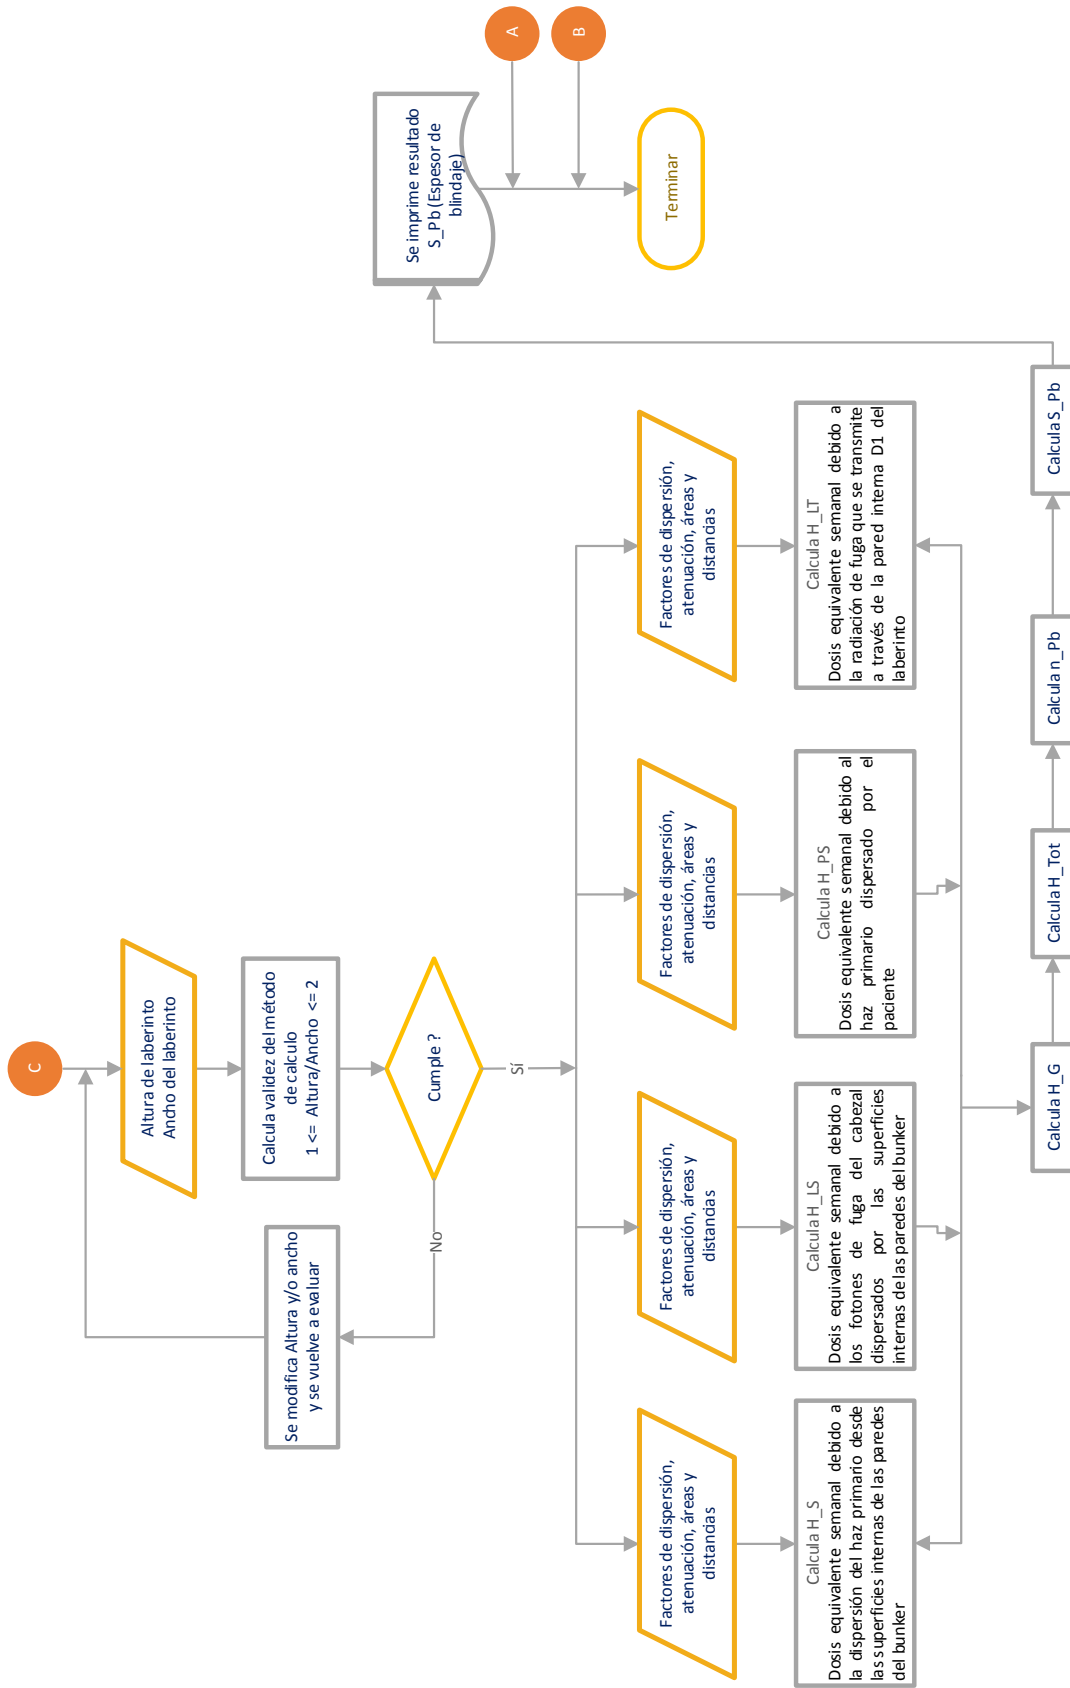 C
Altura de laberinto
Ancho del laberinto
Calcula validez del método
de calculo
1 <= Altura/Ancho <= 2
Cumple ?
No
Se modifica Altura y/o ancho
y se vuelve a evaluar
Sí
Factores de dispersión,
atenuación, áreas y
distancias
Factores de dispersión,
atenuación, áreas y
distancias
Factores de dispersión,
atenuación, áreas y
distancias
Factores de dispersión,
atenuación, áreas y
distancias
Calcula H_S
Dosis equivalente semanal debido a
la dispersión del haz primario desde
las superficies internas de las paredes
del bunker
Calcula H_LS
Dosis equivalente semanal debido a
los fotones de fuga del cabezal
dispersados por las superficies
internas de las paredes del bunker
Calcula H_PS
Dosis equivalente semanal debido al
haz primario dispersado por el
paciente
Calcula H_LT
Dosis equivalente semanal debido a
la radiación de fuga que se transmite
a través de la pared interna D1 del
laberinto
Calcula H_G
Calcula H_Tot
Calcula n_Pb
Calcula S_Pb
Se imprime resultado
S_Pb (Espesor de
blindaje)
A
B
Terminar